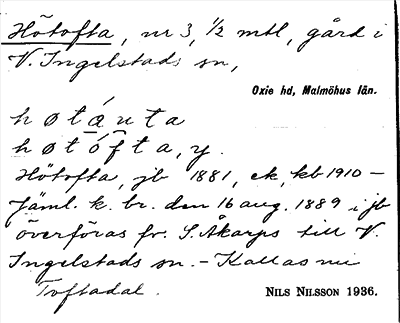 Hötofta, nr 3, 1/2 mtl, gård i
V. Ingelstads sn,
Oxie hd, Malmöhus län.
høtáuta
høtófta, y.
Hötofta, jb 1881, ek, kb 1910 –
Jäml. k. br. den 16 aug. 1889 i jb
överföras fr. S. Åkarps till V.
Ingelstads sn. – Kallas nu
Toftadal.
NILS NILSSON 1936.